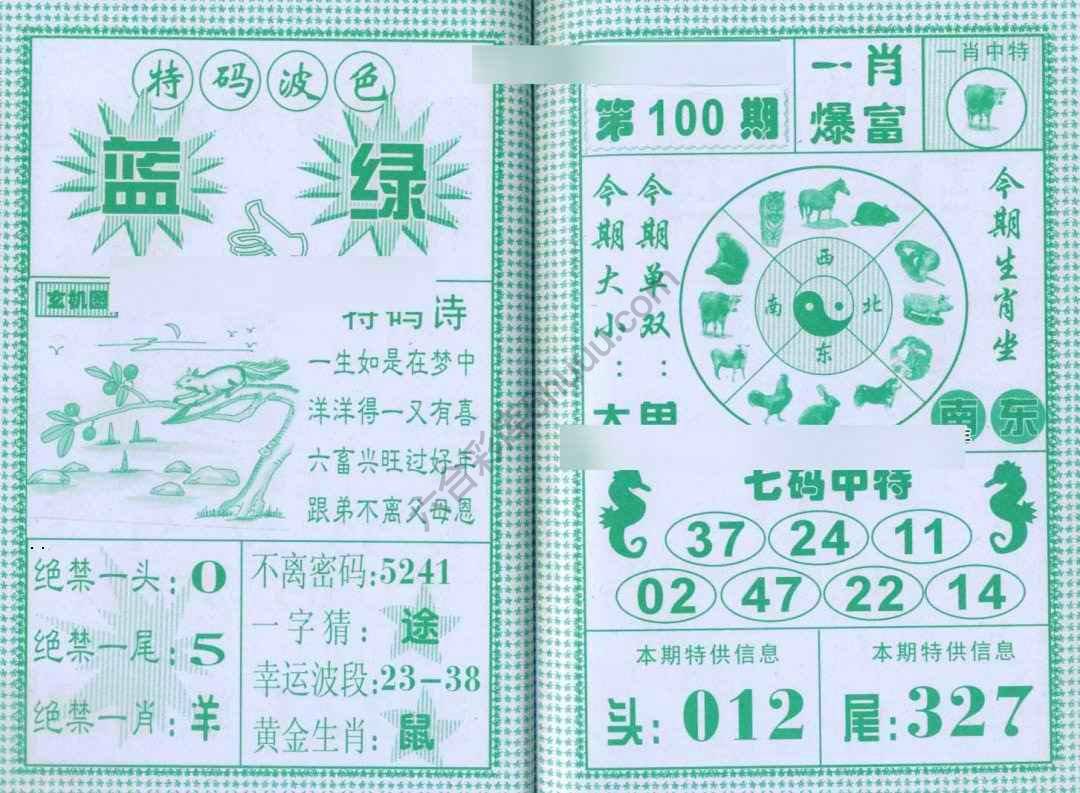 特码波色
蓝 绿
玄机图
特码诗
一生如是在梦中
洋洋得一又有喜
六畜兴旺过好年
跟弟不离父母恩
绝禁一头:0
绝禁一尾:5
绝禁一肖:羊
不离密码:5241
一字猜:途
幸运波段:23-38
黄金生肖:鼠
第100期
一肖
爆富
一肖中特
今期大小:大
今期单双:单
西
南 北
东
今期生肖坐
南东
七码中特
37 24 11
02 47 22 14
本期特供信息
头:012
本期特供信息
尾:327